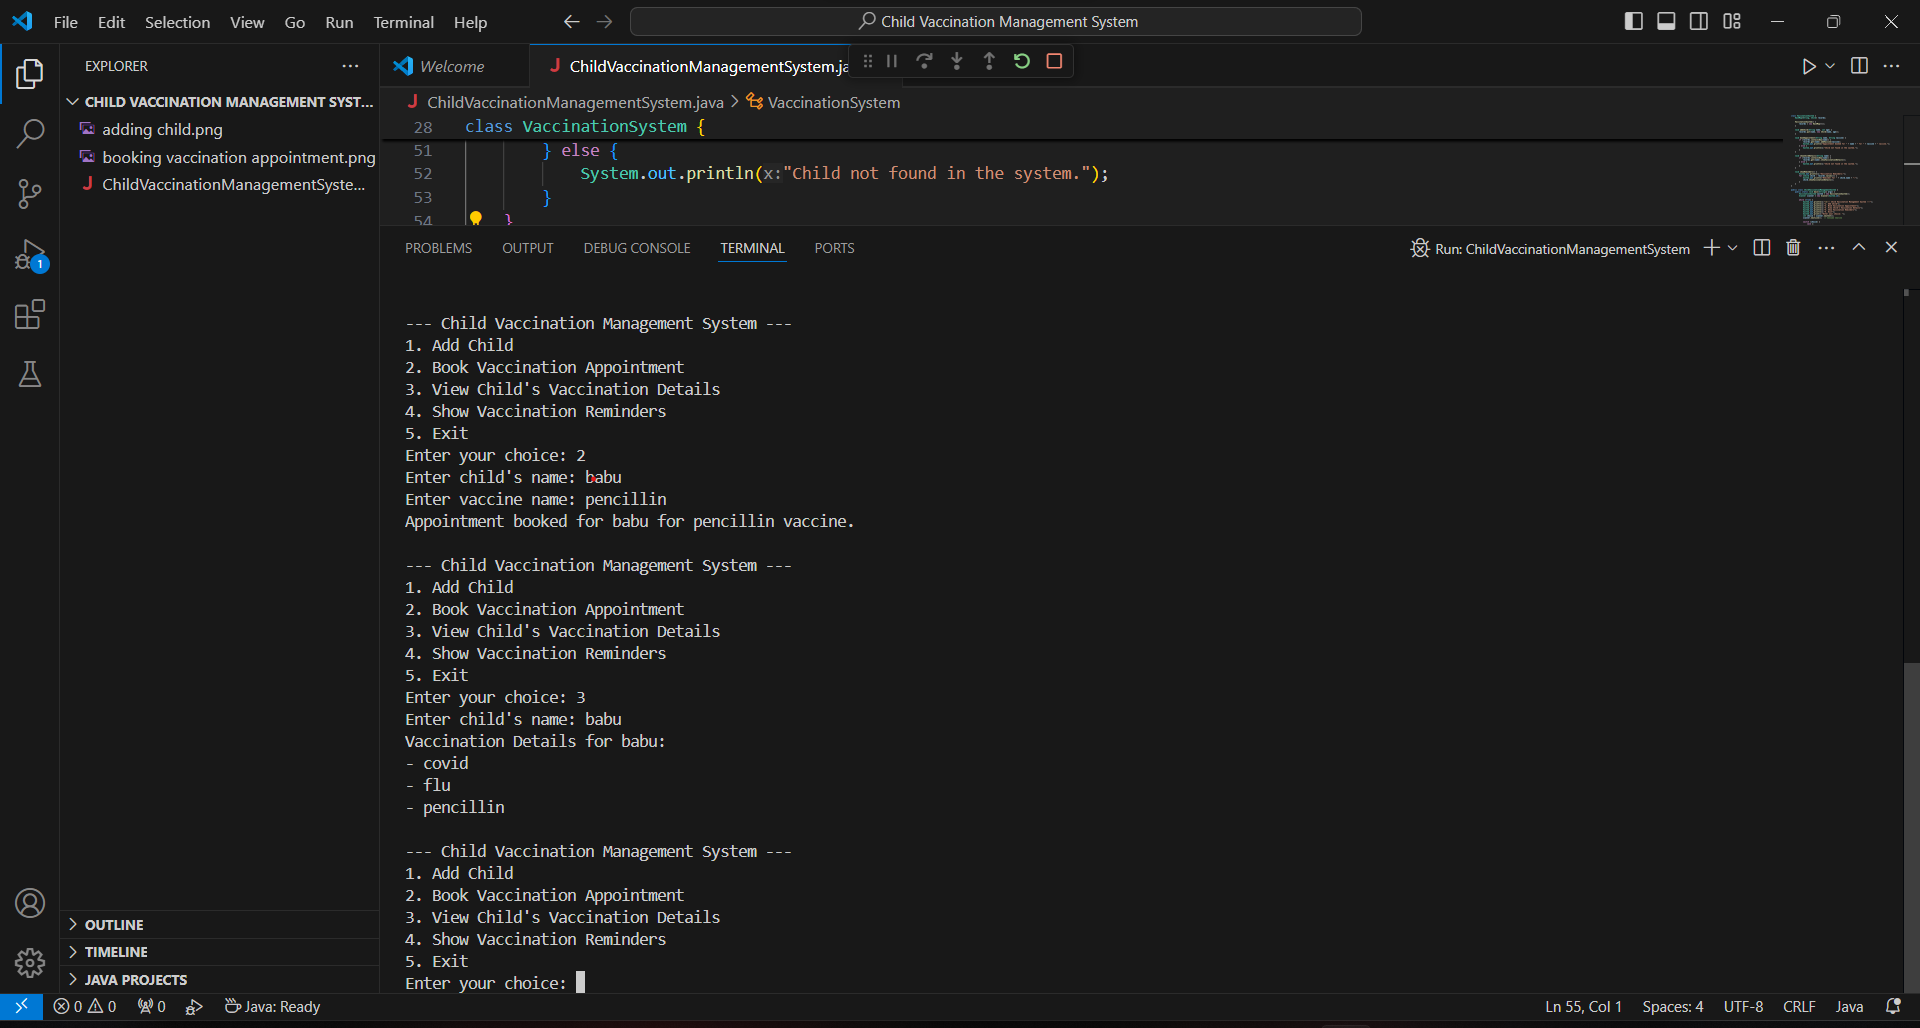 File Edit Selection View Go Run Terminal Help
Child Vaccination Management System
EXPLORER
CHILD VACCINATION MANAGEMENT SYST...
adding child.png
booking vaccination appointment.png
J ChildVaccinationManagementSyste...
OUTLINE
TIMELINE
JAVA PROJECTS
1
Welcome
J ChildVaccinationManagementSystem.ja
J ChildVaccinationManagementSystem.java > VaccinationSystem
28 class VaccinationSystem {
51 } else {
52 System.out.println(x:"Child not found in the system.");
53 }
54 }
PROBLEMS OUTPUT DEBUG CONSOLE TERMINAL PORTS
Run: ChildVaccinationManagementSystem
--- Child Vaccination Management System ---
1. Add Child
2. Book Vaccination Appointment
3. View Child's Vaccination Details
4. Show Vaccination Reminders
5. Exit
Enter your choice: 2
Enter child's name: babu
Enter vaccine name: pencillin
Appointment booked for babu for pencillin vaccine.
--- Child Vaccination Management System ---
1. Add Child
2. Book Vaccination Appointment
3. View Child's Vaccination Details
4. Show Vaccination Reminders
5. Exit
Enter your choice: 3
Enter child's name: babu
Vaccination Details for babu:
- covid
- flu
- pencillin
--- Child Vaccination Management System ---
1. Add Child
2. Book Vaccination Appointment
3. View Child's Vaccination Details
4. Show Vaccination Reminders
5. Exit
Enter your choice:
0 0 0 Java: Ready
Ln 55, Col 1 Spaces: 4 UTF-8 CRLF Java